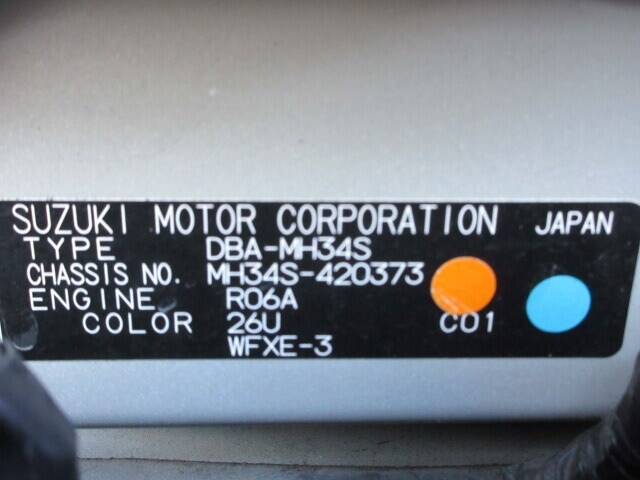 SUZUKI MOTOR CORPORATION JAPAN
TYPE DBA-MH34S
CHASSIS NO. MH34S-420373
ENGINE R06A
COLOR 26U C01
WFXE-3